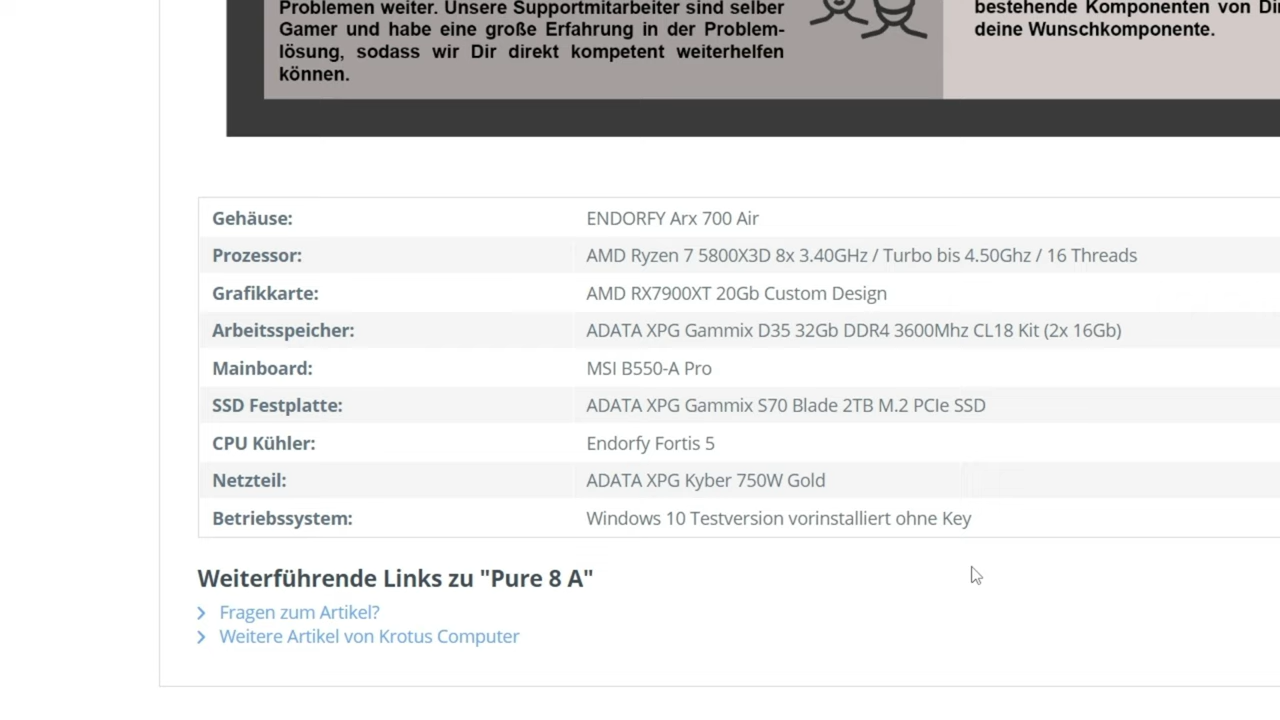 Problemen weiter. Unsere Supportmitarbeiter sind selber
Gamer und habe eine große Erfahrung in der Problem-
lösung, sodass wir Dir direkt kompetent weiterhelfen
können.
bestehende Komponenten von Dir
deine Wunschkomponente.
Gehäuse: ENDORFY Arx 700 Air
Prozessor: AMD Ryzen 7 5800X3D 8x 3.40GHz / Turbo bis 4.50Ghz / 16 Threads
Grafikkarte: AMD RX7900XT 20Gb Custom Design
Arbeitsspeicher: ADATA XPG Gammix D35 32Gb DDR4 3600Mhz CL18 Kit (2x 16Gb)
Mainboard: MSI B550-A Pro
SSD Festplatte: ADATA XPG Gammix S70 Blade 2TB M.2 PCIe SSD
CPU Kühler: Endorfy Fortis 5
Netzteil: ADATA XPG Kyber 750W Gold
Betriebssystem: Windows 10 Testversion vorinstalliert ohne Key
Weiterführende Links zu "Pure 8 A"
Fragen zum Artikel?
Weitere Artikel von Krotus Computer